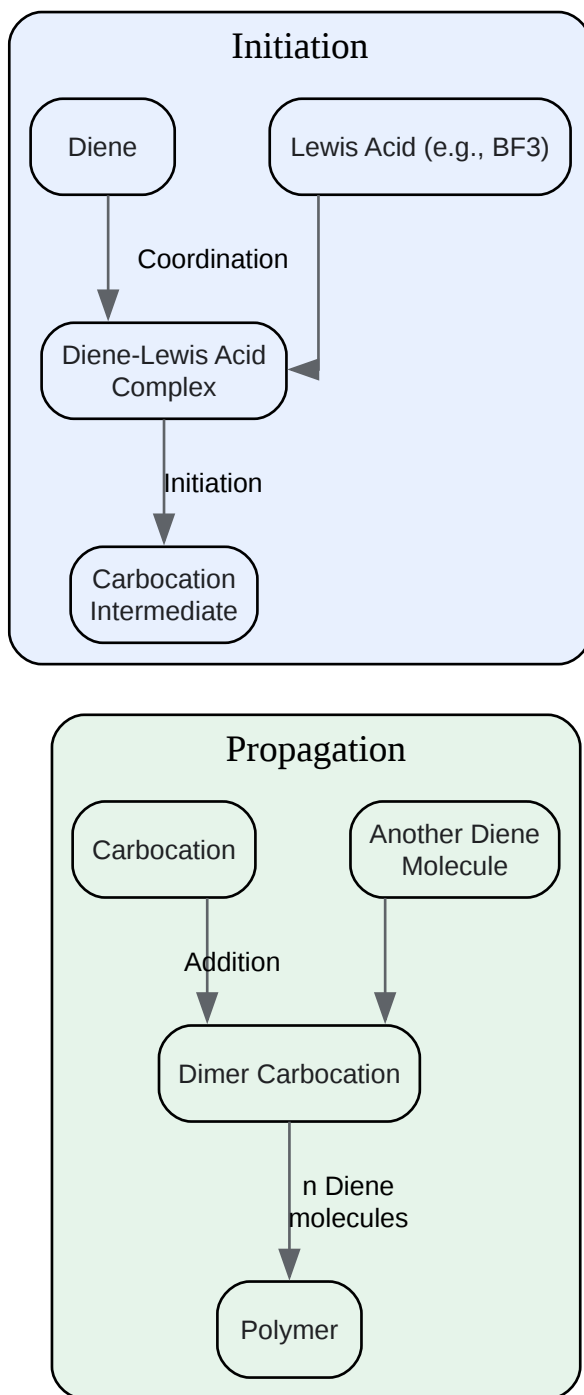 Initiation
Diene
Lewis Acid (e.g., BF3)
Coordination
Diene-Lewis Acid
Complex
Initiation
Carbocation
Intermediate
Propagation
Carbocation
Another Diene
Molecule
Addition
Dimer Carbocation
n Diene
molecules
Polymer